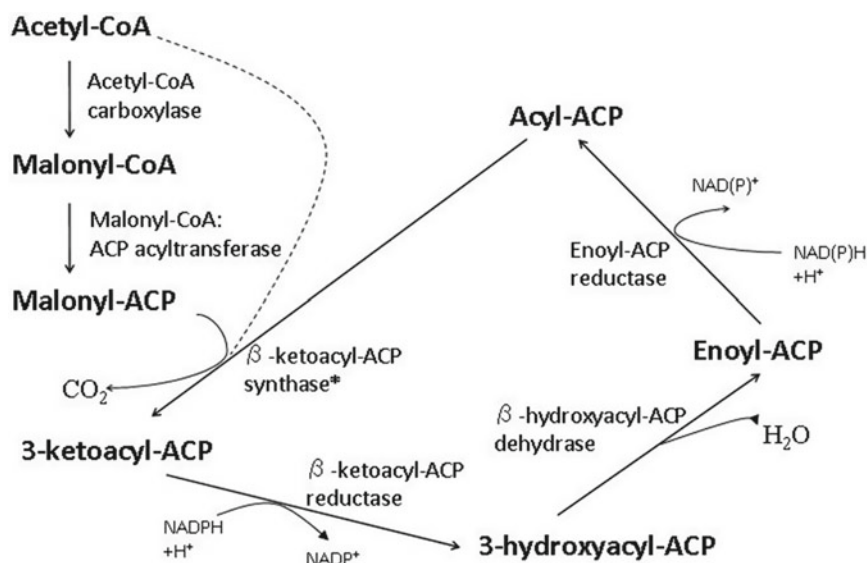 Acetyl-CoA
Acetyl-CoA
carboxylase
Malonyl-CoA
Malonyl-CoA:
ACP acyltransferase
Malonyl-ACP
CO₂
β-ketoacyl-ACP
synthase*
Acyl-ACP
NAD(P)⁺
NAD(P)H
+H⁺
Enoyl-ACP
reductase
Enoyl-ACP
β-hydroxyacyl-ACP
dehydrase
H₂O
3-ketoacyl-ACP
β-ketoacyl-ACP
reductase
NADPH
+H⁺
NADP⁺
3-hydroxyacyl-ACP